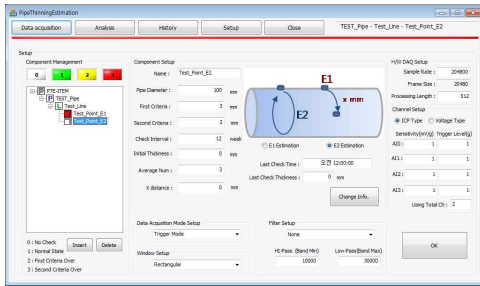 PipeThinningEstimation
Data acquisition
Analysis
History
Setup
Close
TEST_Pipe - Test_Line - Test_Point_E2
Setup
Component Management
0
1
2
3
PTE-ITEM
TEST_Pipe
Test_Line
Test_Point_E1
Test_Point_E2
0 : No Check
1 : Normal State
2 : First Criteria Over
3 : Second Criteria Over
Insert
Delete
Component Setup
Name : Test_Point_E2
Pipe Diameter : 100 mm
First Criteria : 3 mm
Second Criteria : 2 mm
Check Interval : 12 week
Initial Thickness : 0 mm
Average Num : 3
X distance : 0 mm
E1
x mm
E2
E1 Estimation
E2 Estimation
Last Check Time : 오전 12:00:00
Last Check Thickness : 0 mm
Change Info.
Data Acquisition Mode Setup
Trigger Mode
Window Setup
Rectangular
Filter Setup
None
HI-Pass (Band Min)
Low-Pass(Band Max)
10000
30000
H/W DAQ Setup
Sample Rate : 204800
Frame Size : 20480
Processing Length : 512
Channel Setup
ICP Type
Voltage Type
Sensitivity(mV/g)
Trigger Level(g)
AI0 : 1 1
AI1 : 1 1
AI2 : 1 1
AI3 : 1 1
Using Total Ch : 2
OK